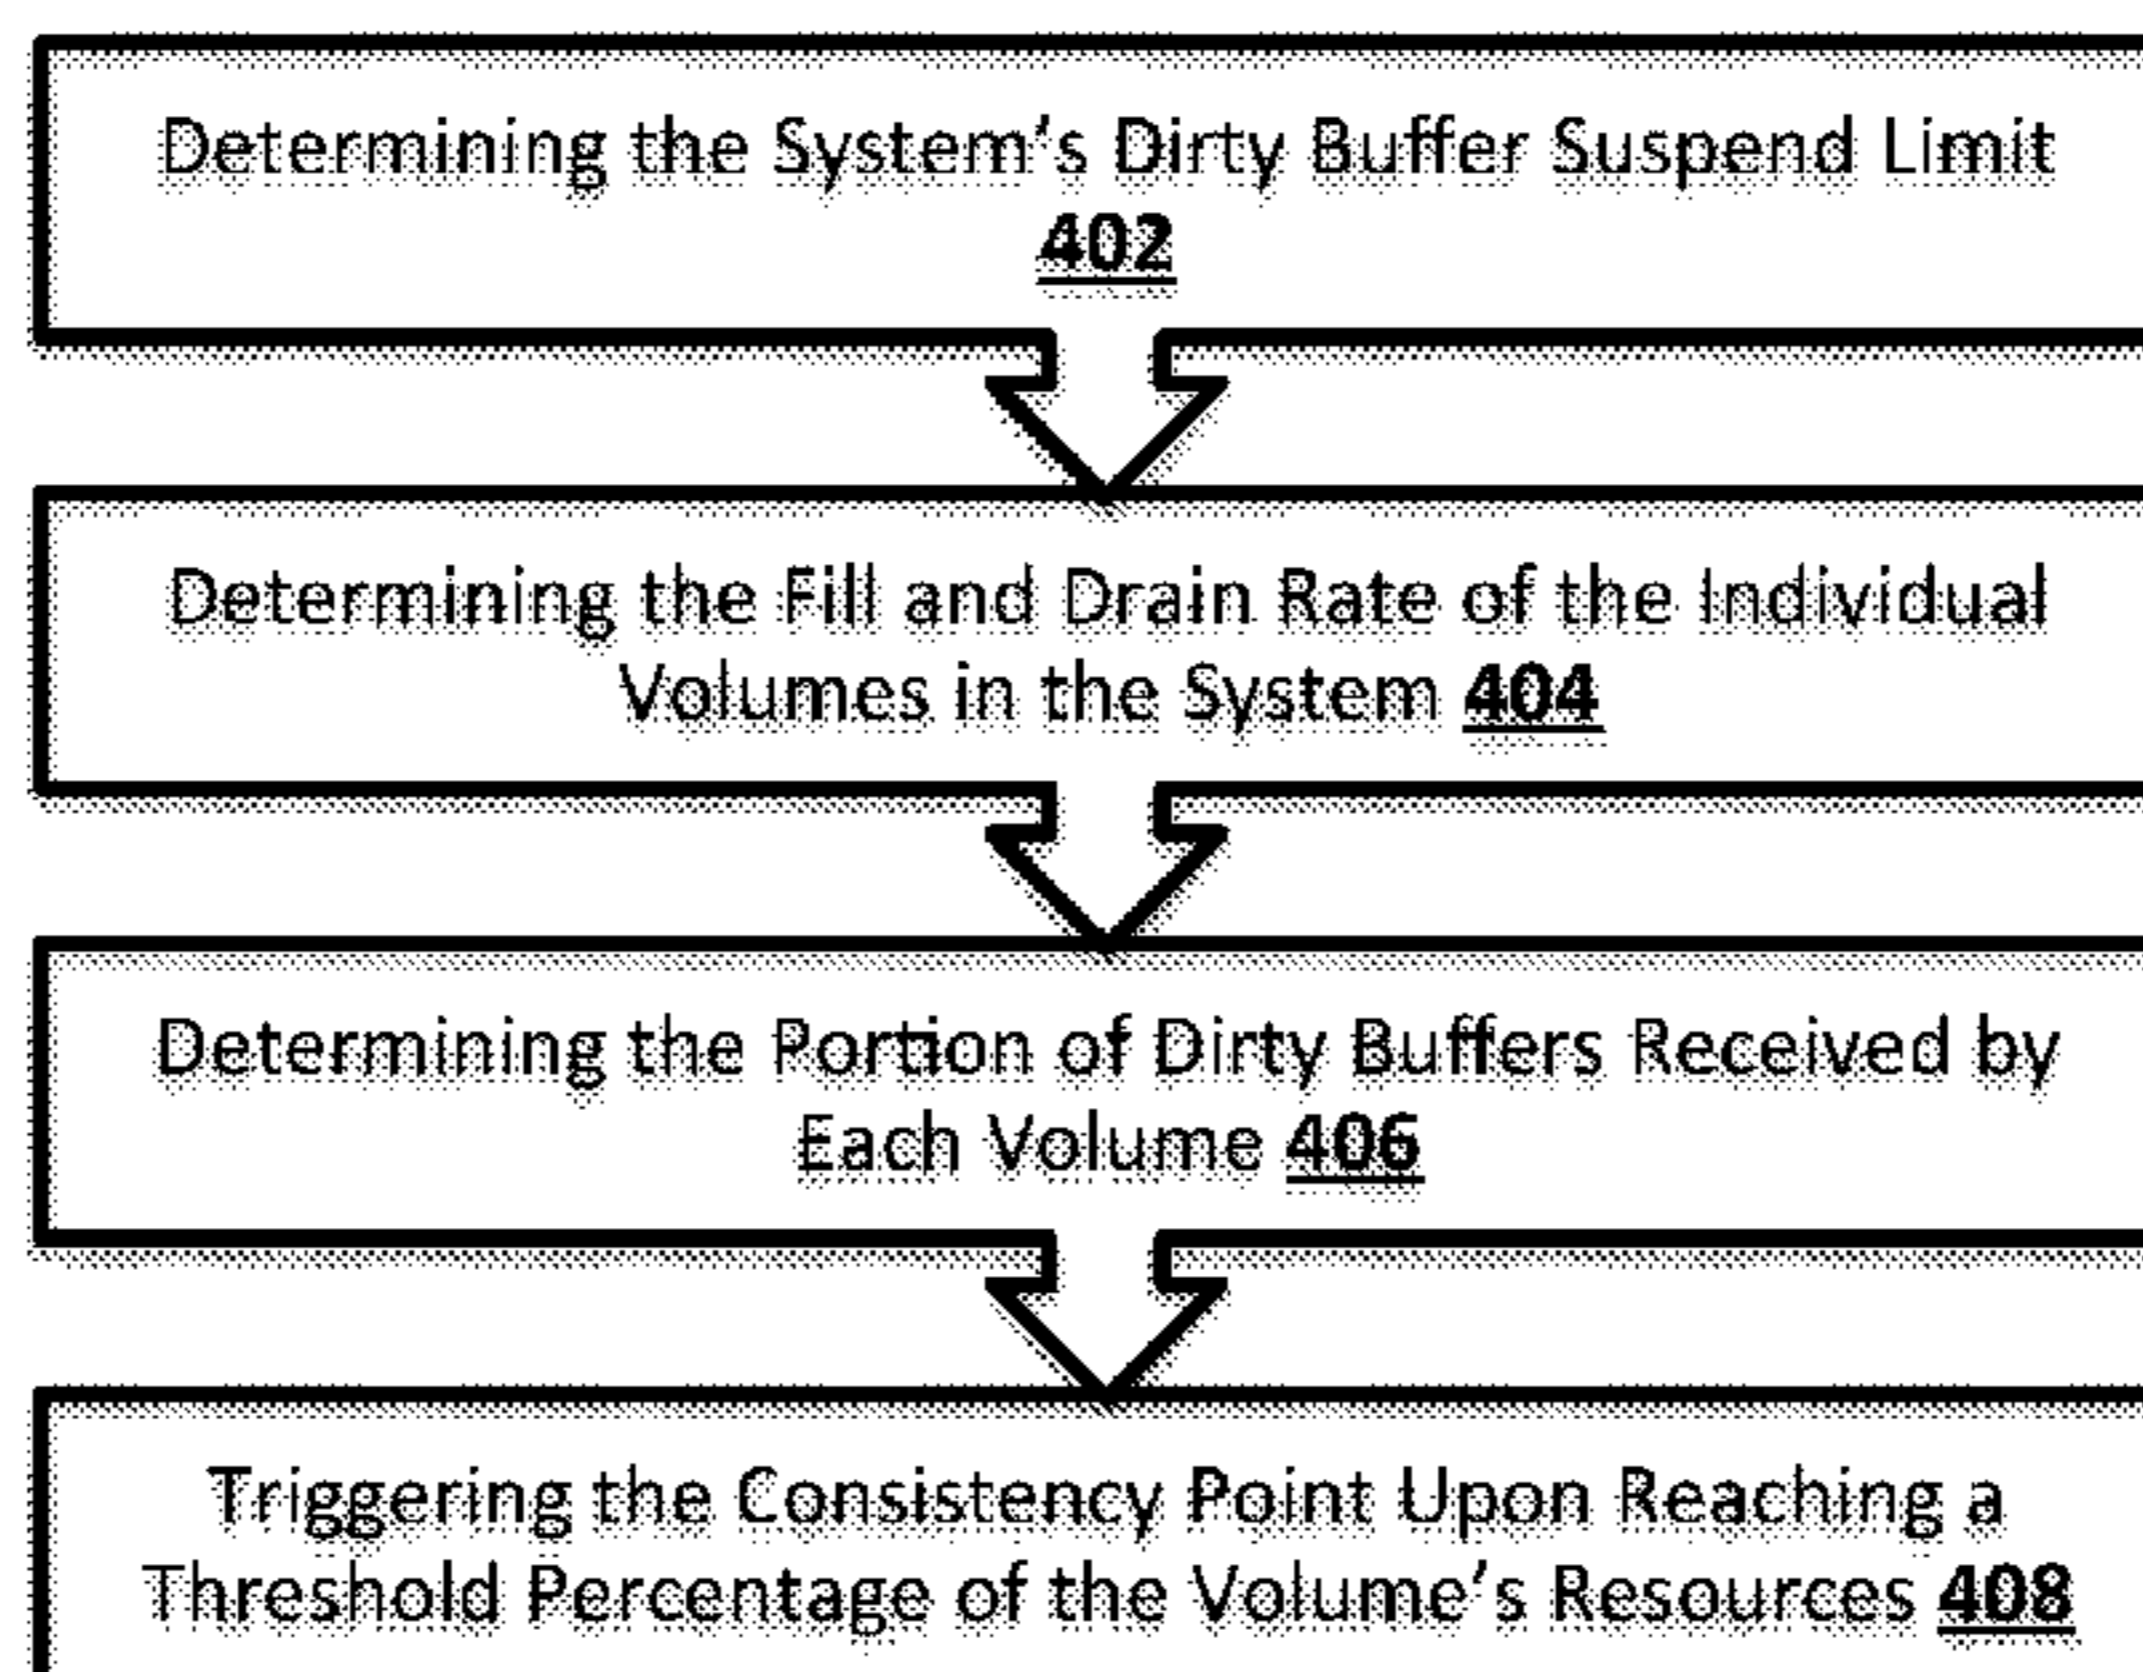 Determining the System's Dirty Buffer Suspend Limit
402
Determining the Fill and Drain Rate of the Individual
Volumes in the System 404
Determining the Portion of Dirty Buffers Received by
Each Volume 406
Triggering the Consistency Point Upon Reaching a
Threshold Percentage of the Volume's Resources 408